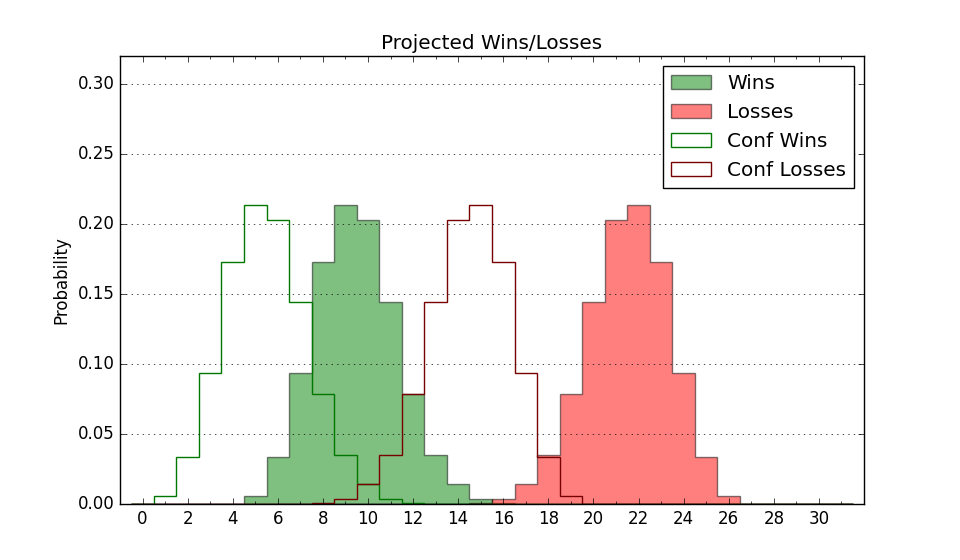 Projected Wins/Losses
0.30
0.25
0.20
0.15
0.10
0.05
0.00
Probability
Wins
Losses
Conf Wins
Conf Losses
0 2 4 6 8 10 12 14 16 18 20 22 24 26 28 30